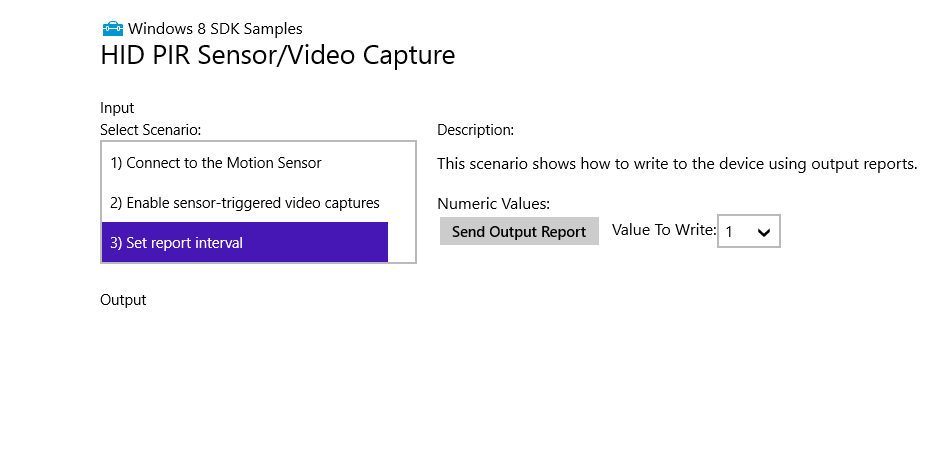 Windows 8 SDK Samples
HID PIR Sensor/Video Capture
Input
Select Scenario:
1) Connect to the Motion Sensor
2) Enable sensor-triggered video captures
3) Set report interval
Description:
This scenario shows how to write to the device using output reports.
Numeric Values:
Send Output Report Value To Write: 1
Output